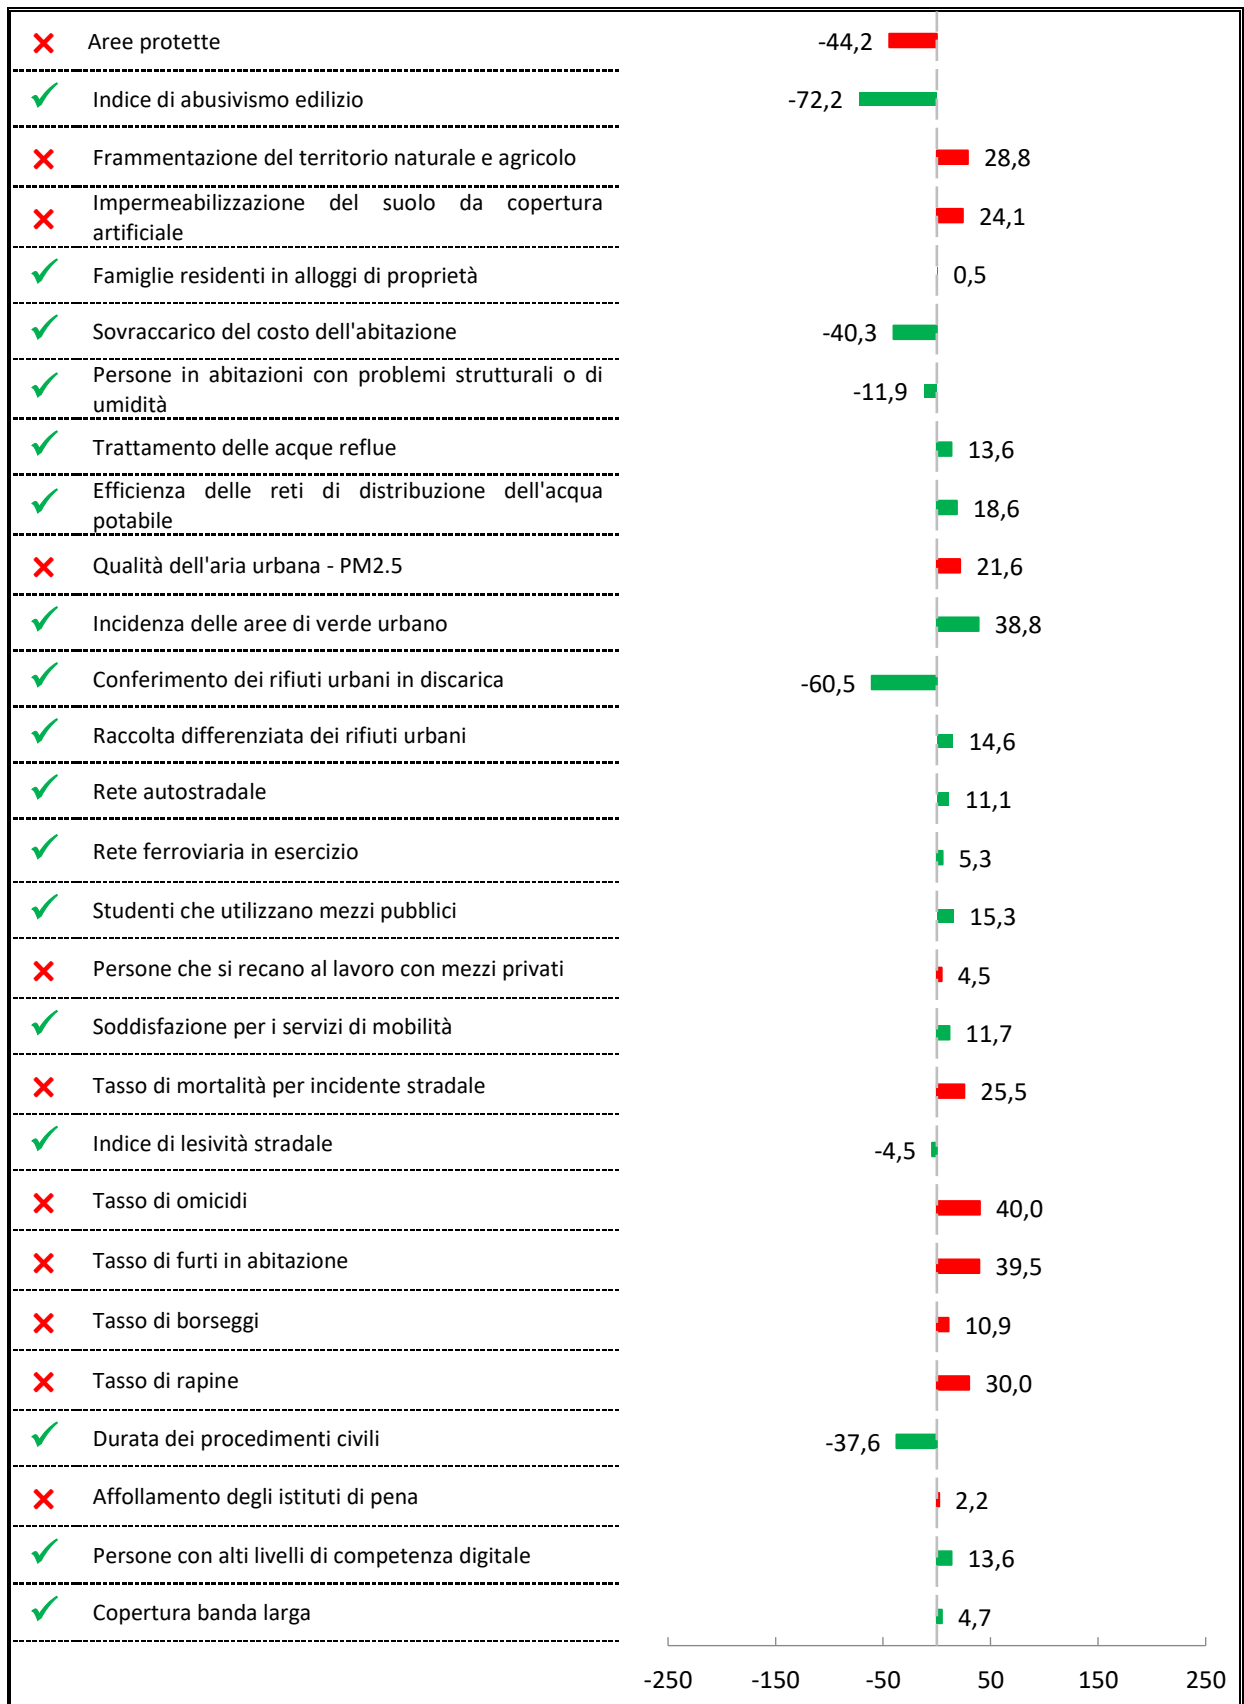 Aree protette -44,2
Indice di abusivismo edilizio -72,2
Frammentazione del territorio naturale e agricolo 28,8
Impermeabilizzazione del suolo da copertura
artificiale 24,1
Famiglie residenti in alloggi di proprietà 0,5
Sovraccarico del costo dell'abitazione -40,3
Persone in abitazioni con problemi strutturali o di
umidità -11,9
Trattamento delle acque reflue 13,6
Efficienza delle reti di distribuzione dell'acqua
potabile 18,6
Qualità dell'aria urbana - PM2.5 21,6
Incidenza delle aree di verde urbano 38,8
Conferimento dei rifiuti urbani in discarica -60,5
Raccolta differenziata dei rifiuti urbani 14,6
Rete autostradale 11,1
Rete ferroviaria in esercizio 5,3
Studenti che utilizzano mezzi pubblici 15,3
Persone che si recano al lavoro con mezzi privati 4,5
Soddisfazione per i servizi di mobilità 11,7
Tasso di mortalità per incidente stradale 25,5
Indice di lesività stradale -4,5
Tasso di omicidi 40,0
Tasso di furti in abitazione 39,5
Tasso di borseggi 10,9
Tasso di rapine 30,0
Durata dei procedimenti civili -37,6
Affollamento degli istituti di pena 2,2
Persone con alti livelli di competenza digitale 13,6
Copertura banda larga 4,7
-250 -150 -50 50 150 250